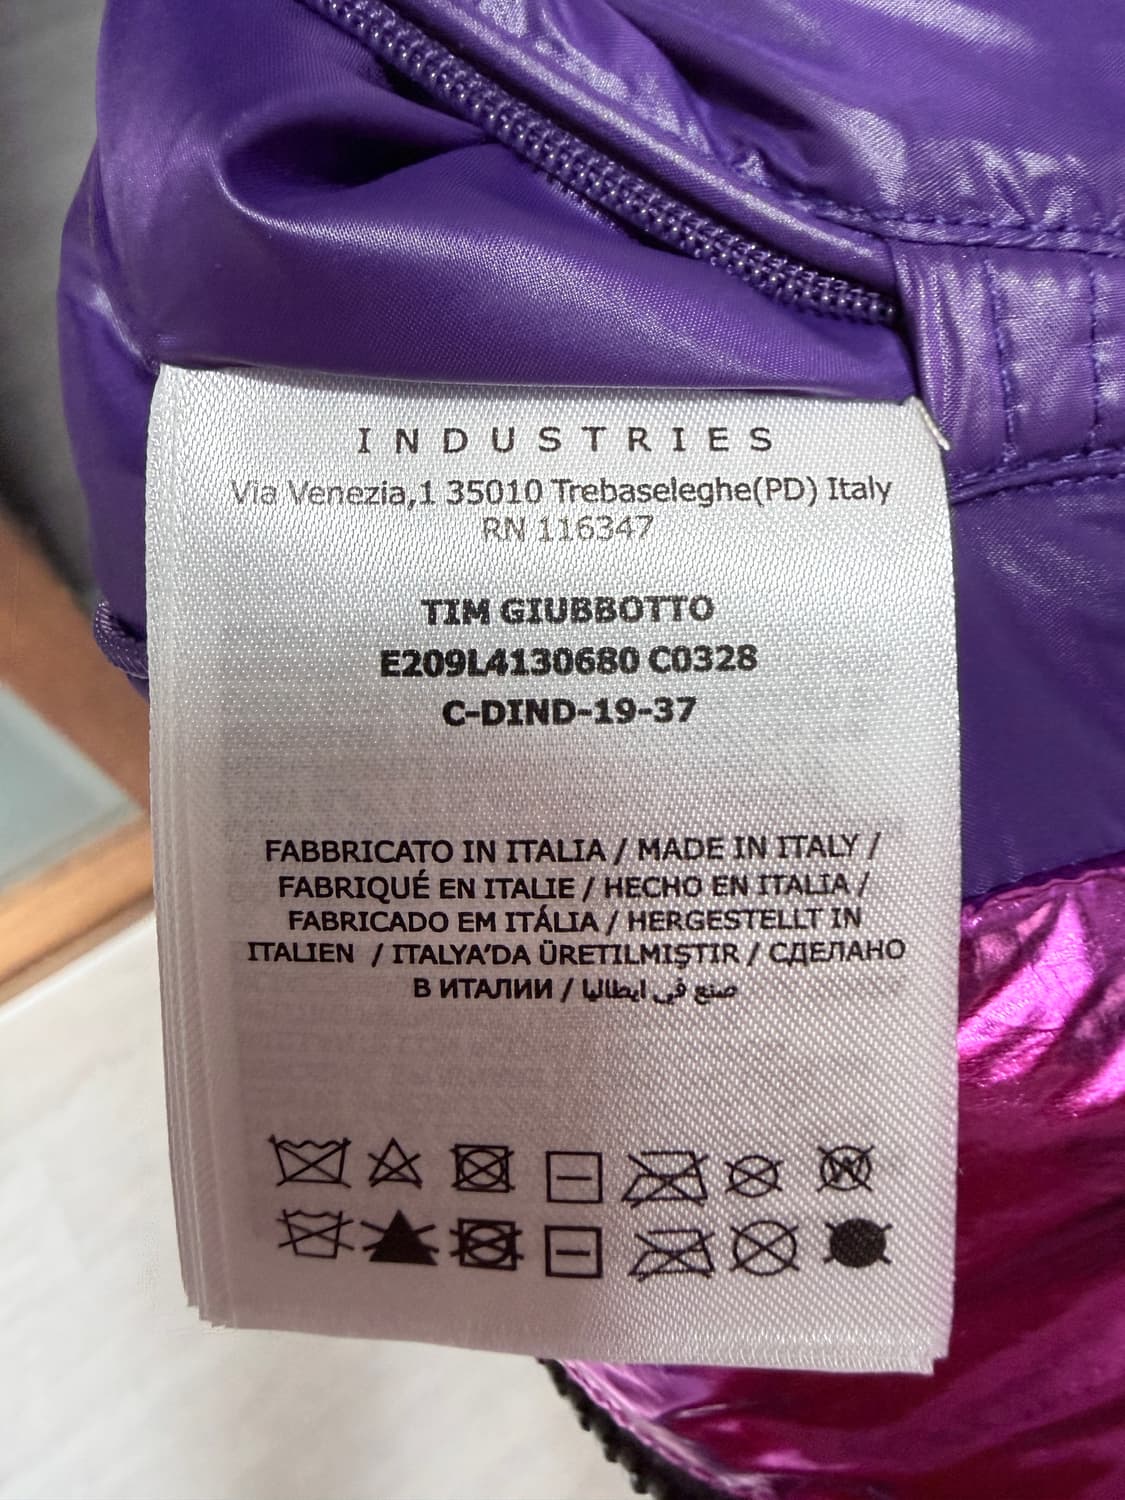 INDUSTRIES
Via Venezia,1 35010 Trebaseleghe(PD) Italy
RN 116347
TIM GIUBBOTTO
E209L4130680 C0328
C-DIND-19-37
FABBRICATO IN ITALIA / MADE IN ITALY /
FABRIQUÉ EN ITALIE / HECHO EN ITALIA /
FABRICADO EM ITÁLIA / HERGESTELLT IN
ITALIEN / ITALYA'DA ÜRETILMIŞTIR / СДЕЛАНО
В ИТАЛИИ / صنع في ايطاليا
W